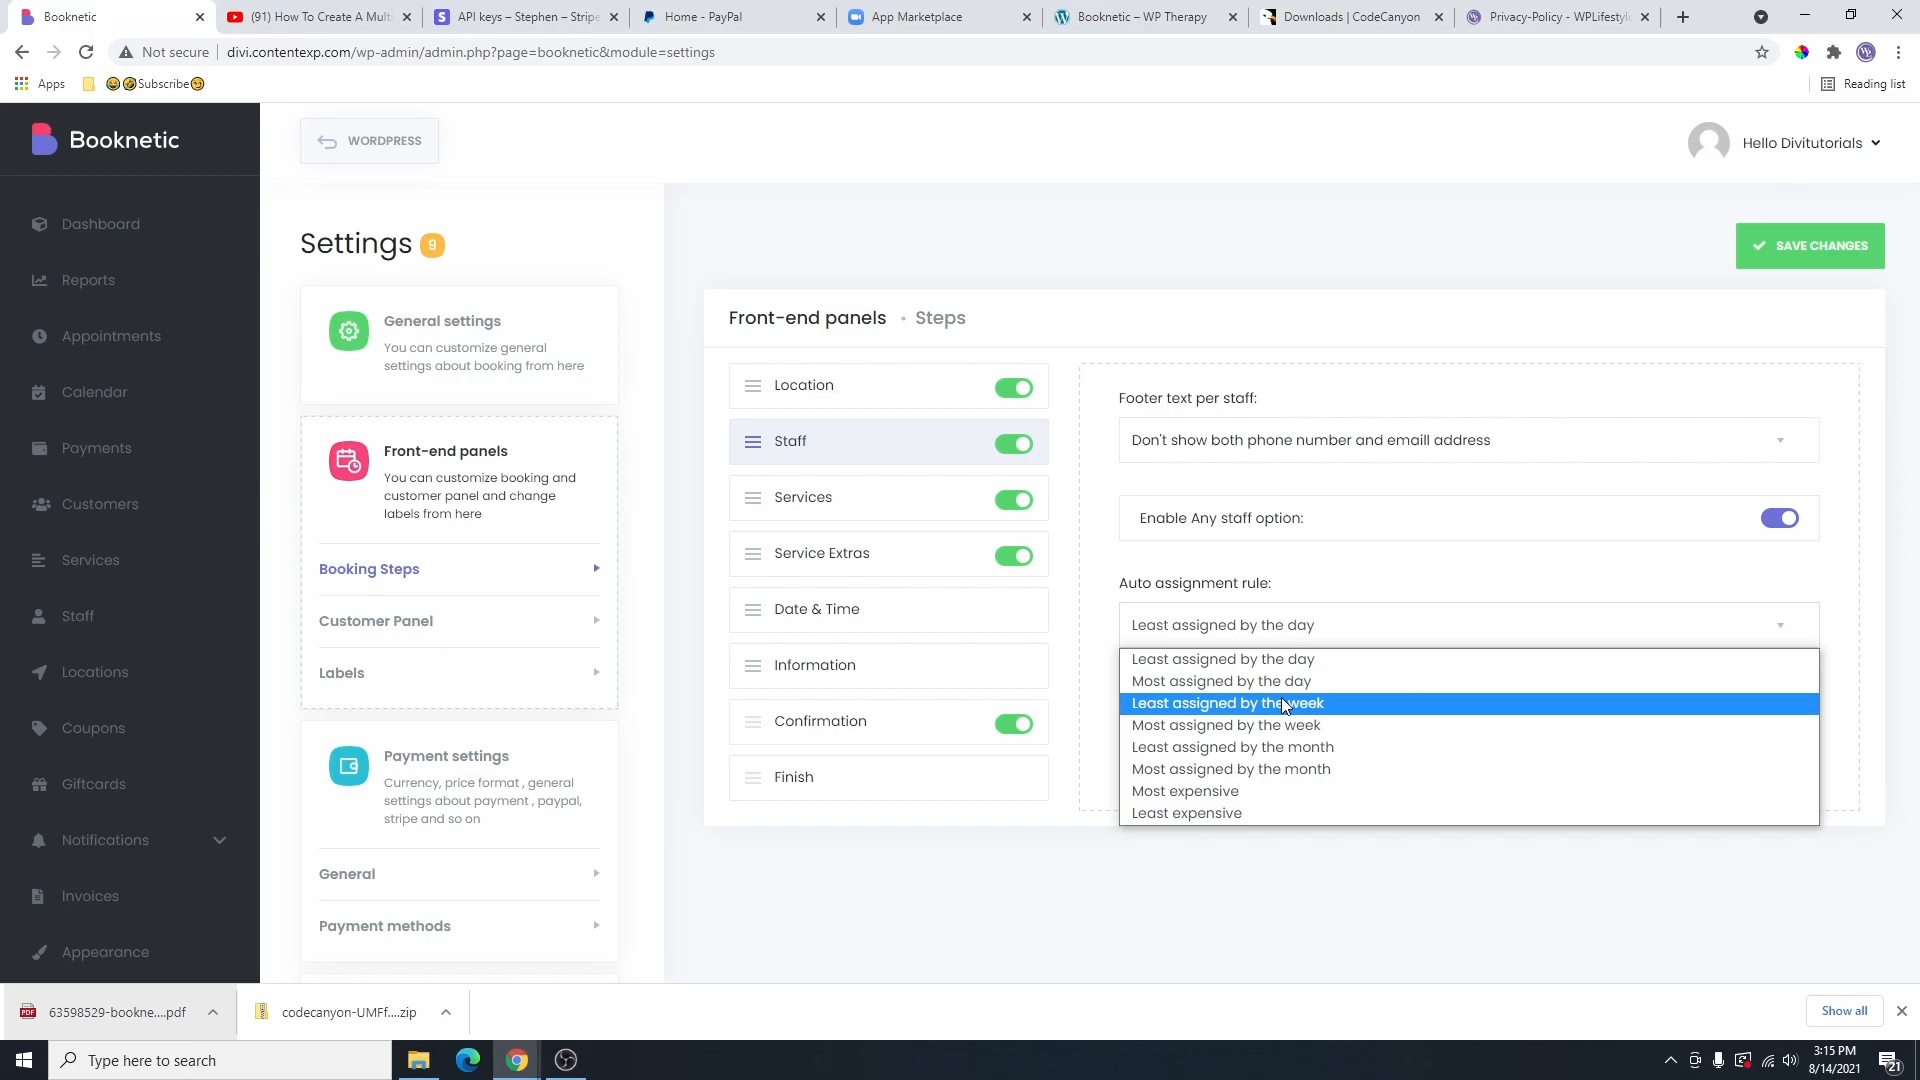 Booknetic
(91) How To Create A Mult
API keys – Stephen – Stripe
Home - PayPal
App Marketplace
Booknetic – WP Therapy
Downloads | CodeCanyon
Privacy-Policy - WPLifestyle
Not secure
divi.contentexp.com/wp-admin/admin.php?page=booknetic&module=settings
Apps
Subscribe
Reading list
Booknetic
WORDPRESS
Hello Divitutorials
Dashboard
Reports
Appointments
Calendar
Payments
Customers
Services
Staff
Locations
Coupons
Giftcards
Notifications
Invoices
Appearance
Settings 9
General settings
You can customize general
settings about booking from here
Front-end panels
You can customize booking and
customer panel and change
labels from here
Booking Steps
Customer Panel
Labels
Payment settings
Currency, price format , general
settings about payment , paypal,
stripe and so on
General
Payment methods
SAVE CHANGES
Front-end panels • Steps
Location
Staff
Services
Service Extras
Date & Time
Information
Confirmation
Finish
Footer text per staff:
Don't show both phone number and emaill address
Enable Any staff option:
Auto assignment rule:
Least assigned by the day
Least assigned by the day
Most assigned by the day
Least assigned by the week
Most assigned by the week
Least assigned by the month
Most assigned by the month
Most expensive
Least expensive
63598529-bookne....pdf
codecanyon-UMFf....zip
Show all
Type here to search
3:15 PM
8/14/2021
21